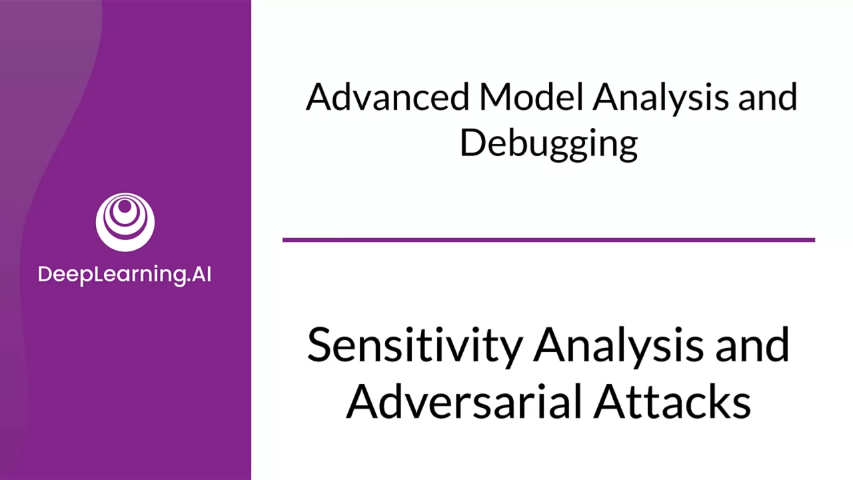 Advanced Model Analysis and
Debugging
DeepLearning.AI
Sensitivity Analysis and
Adversarial Attacks